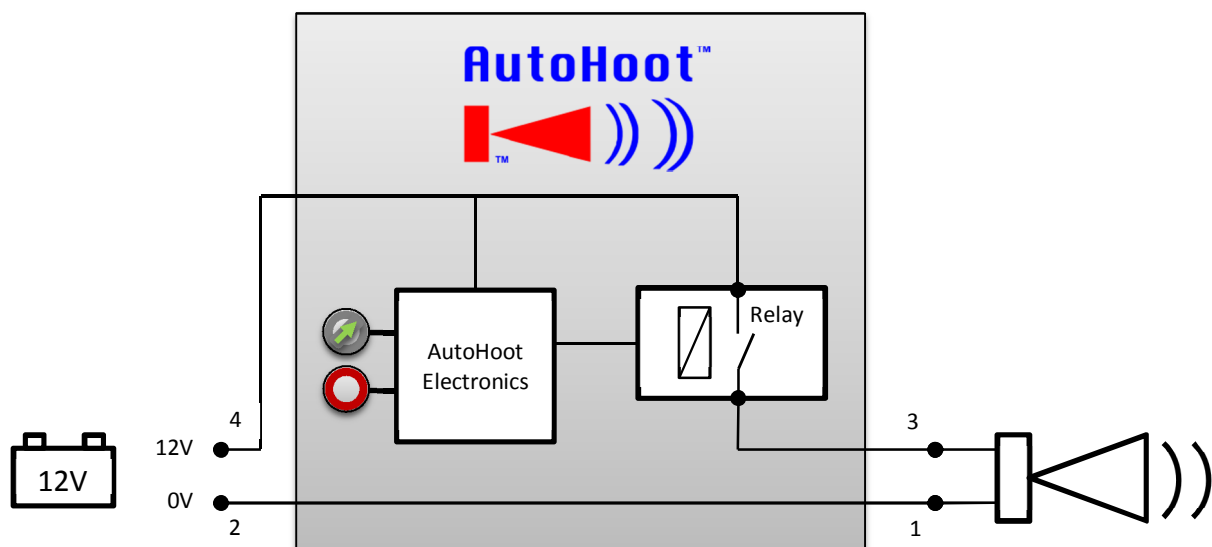 AutoHoot™
™
Relay
AutoHoot
Electronics
4
3
12V
12V
0V
2
1